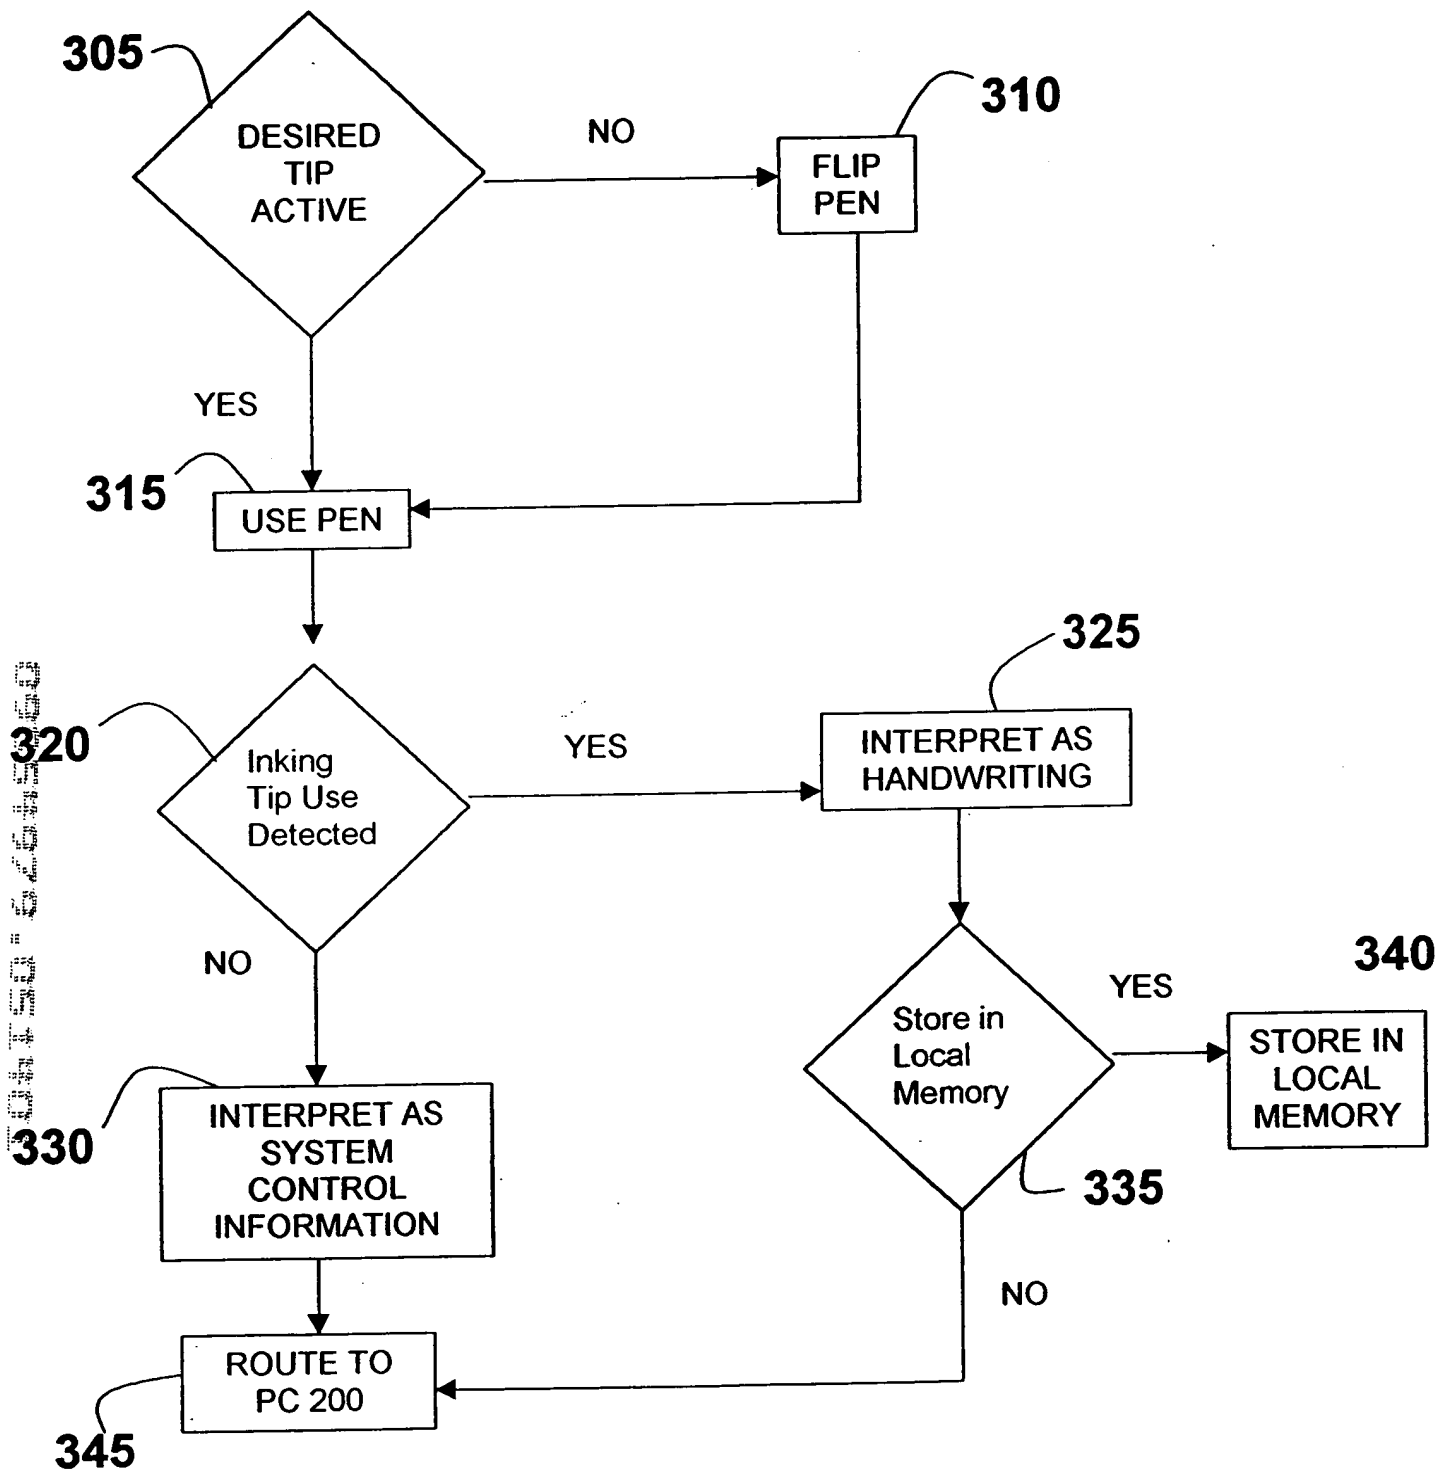 305
DESIRED
TIP
ACTIVE
NO
310
FLIP
PEN
YES
315
USE PEN
320
Inking
Tip Use
Detected
YES
325
INTERPRET AS
HANDWRITING
NO
330
INTERPRET AS
SYSTEM
CONTROL
INFORMATION
Store in
Local
Memory
335
YES
340
STORE IN
LOCAL
MEMORY
NO
345
ROUTE TO
PC 200